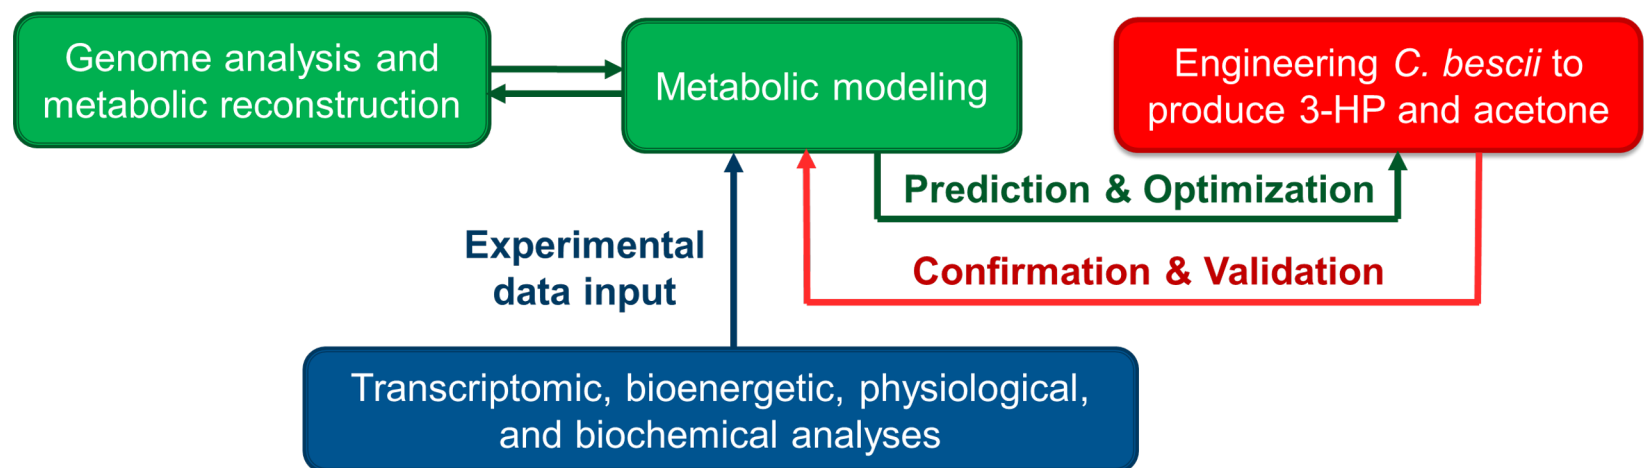 Genome analysis and
metabolic reconstruction
Metabolic modeling
Engineering C. bescii to
produce 3-HP and acetone
Prediction & Optimization
Experimental
data input
Confirmation & Validation
Transcriptomic, bioenergetic, physiological,
and biochemical analyses